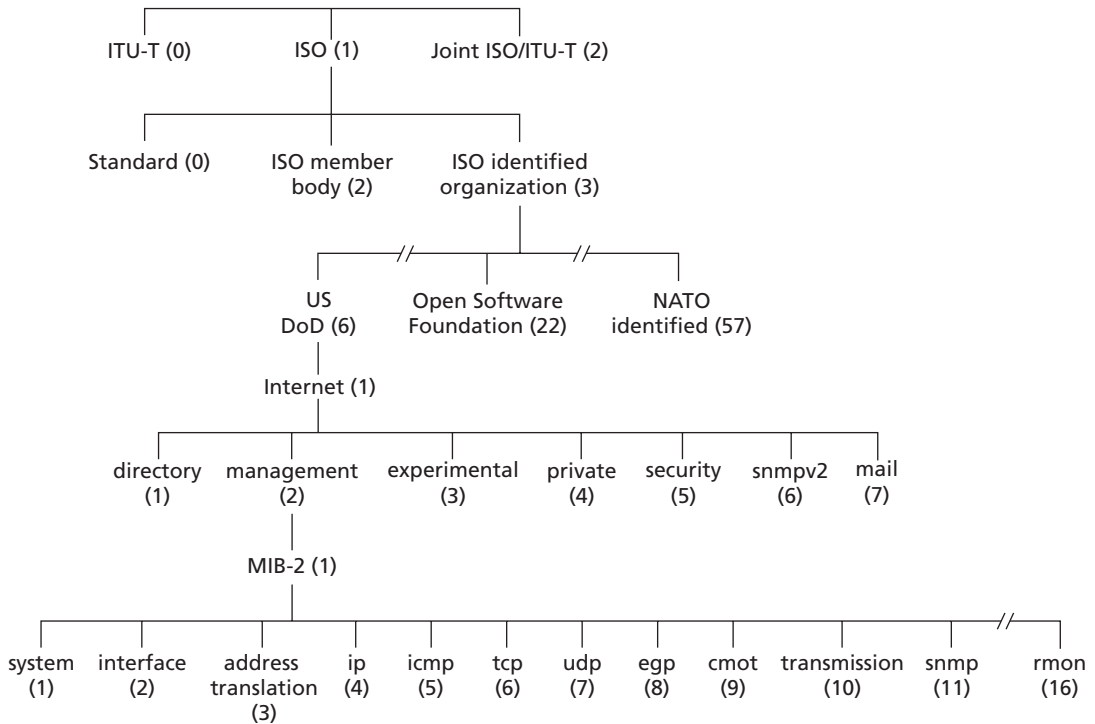 ITU-T (0) ISO (1) Joint ISO/ITU-T (2)
Standard (0) ISO member body (2) ISO identified organization (3)
US DoD (6) Open Software Foundation (22) NATO identified (57)
Internet (1)
directory (1) management (2) experimental (3) private (4) security (5) snmpv2 (6) mail (7)
MIB-2 (1)
system (1) interface (2) address translation (3) ip (4) icmp (5) tcp (6) udp (7) egp (8) cmot (9) transmission (10) snmp (11) rmon (16)